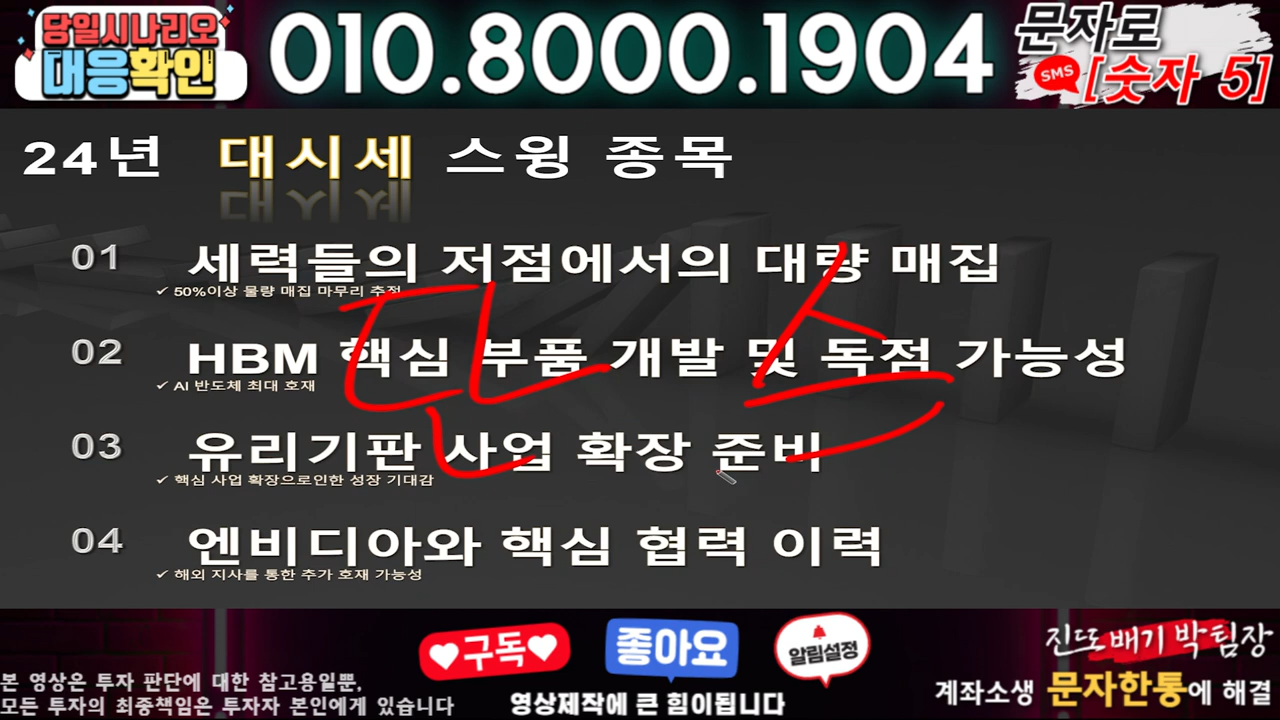 당일시나리오
대응확인
010.8000.1904
문자로
SMS [숫자 5]
24년 대시세 스윙 종목
01 세력들의 저점에서의 대량 매집
✓ 50%이상 물량 매집 마무리 추정
02 HBM 핵심 부품 개발 및 독점 가능성
✓ AI 반도체 최대 호재
단 스
03 유리기판 사업 확장 준비
✓ 핵심 사업 확장으로인한 성장 기대감
04 엔비디아와 핵심 협력 이력
✓ 해외 지사를 통한 추가 호재 가능성
구독
좋아요
알림설정
영상제작에 큰 힘이됩니다
본 영상은 투자 판단에 대한 참고용일뿐,
모든 투자의 최종책임은 투자자 본인에게 있습니다
진또배기 박팀장
계좌소생 문자한통에 해결